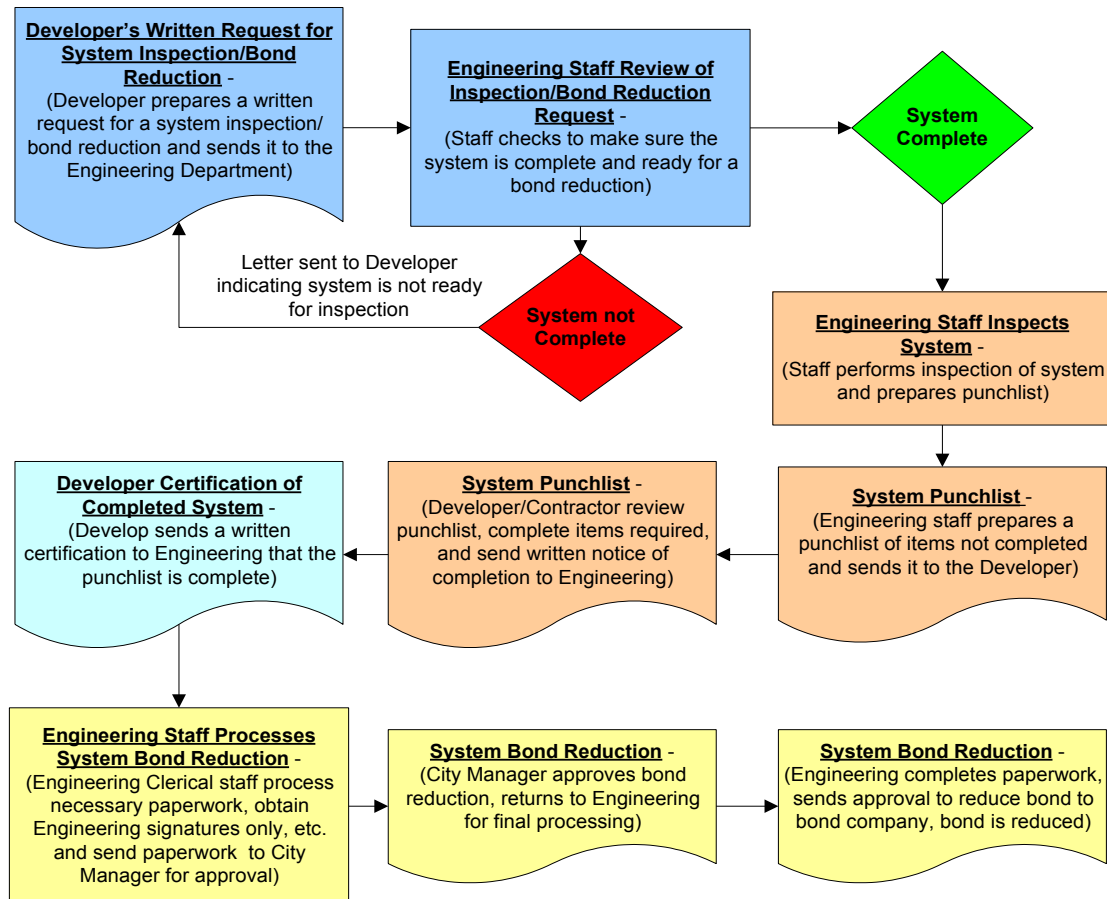 Developer’s Written Request for
System Inspection/Bond
Reduction -
(Developer prepares a written
request for a system inspection/
bond reduction and sends it to the
Engineering Department)
Engineering Staff Review of
Inspection/Bond Reduction
Request -
(Staff checks to make sure the
system is complete and ready for a
bond reduction)
System
Complete
Letter sent to Developer
indicating system is not ready
for inspection
System not
Complete
Engineering Staff Inspects
System -
(Staff performs inspection of system
and prepares punchlist)
System Punchlist -
(Engineering staff prepares a
punchlist of items not completed
and sends it to the Developer)
System Punchlist -
(Developer/Contractor review
punchlist, complete items required,
and send written notice of
completion to Engineering)
Developer Certification of
Completed System -
(Develop sends a written
certification to Engineering that the
punchlist is complete)
Engineering Staff Processes
System Bond Reduction -
(Engineering Clerical staff process
necessary paperwork, obtain
Engineering signatures only, etc.
and send paperwork to City
Manager for approval)
System Bond Reduction -
(City Manager approves bond
reduction, returns to Engineering
for final processing)
System Bond Reduction -
(Engineering completes paperwork,
sends approval to reduce bond to
bond company, bond is reduced)